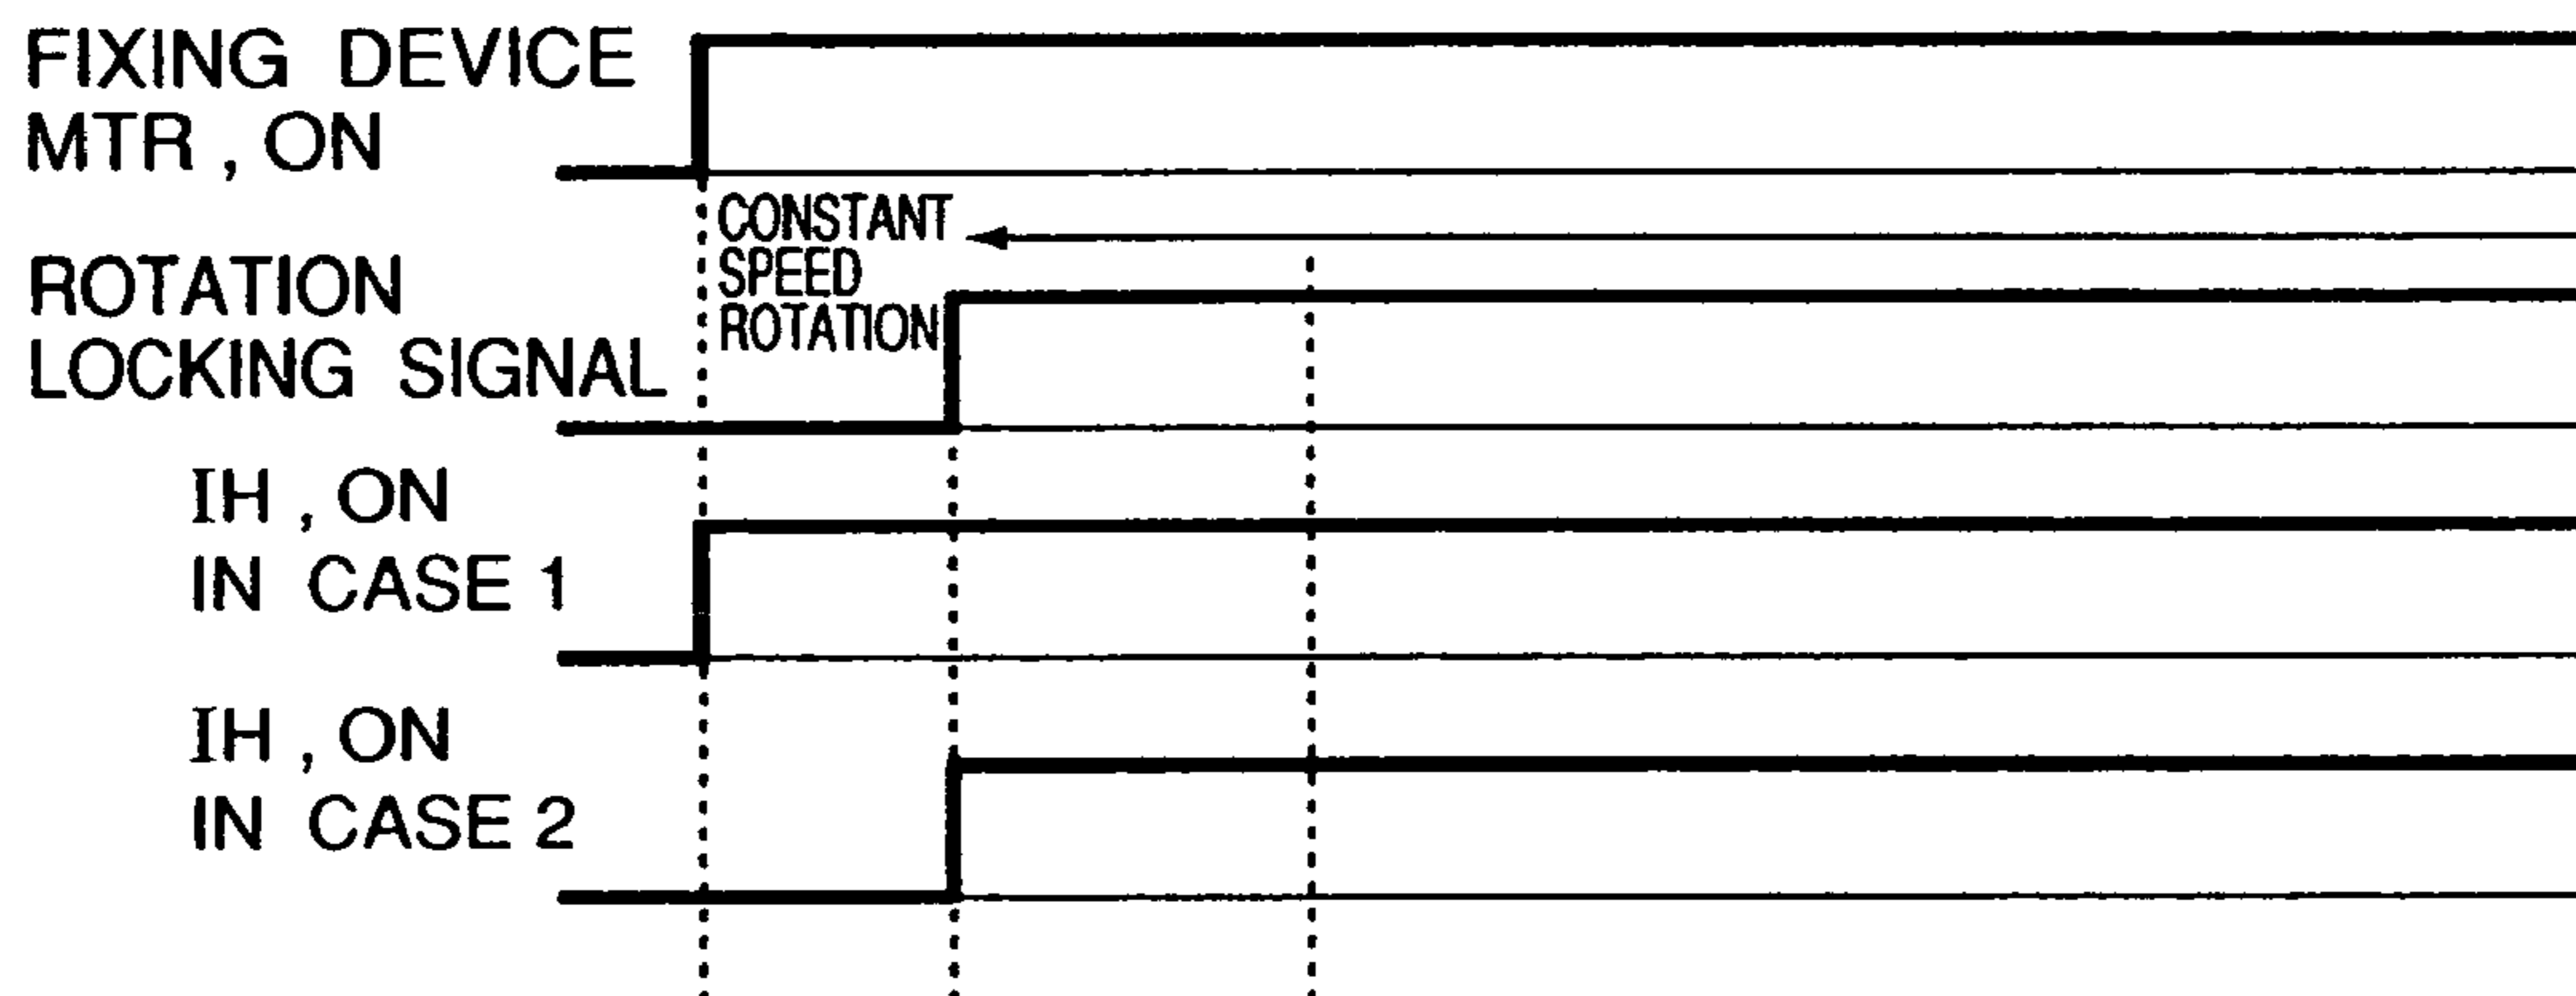 FIXING DEVICE
MTR , ON
CONSTANT
SPEED
ROTATION
ROTATION
LOCKING SIGNAL
IH , ON
IN CASE 1
IH , ON
IN CASE 2